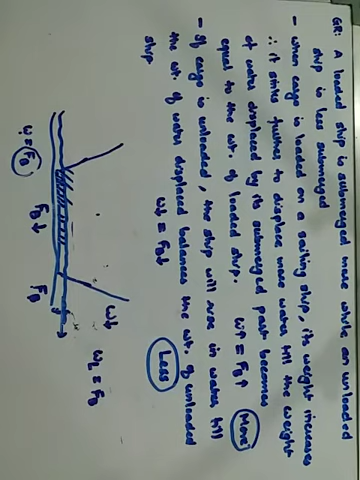 GR: A loaded ship is submerged more while an unloaded
ship is less submerged
- when cargo is loaded on a sailing ship, its weight increases
∴ it sinks further to displace more water till the weight
of water displaced by its submerged part becomes
equal to the wt. of loaded ship. w↑ = FB↑ More
- If cargo is unloaded, the ship will rise in water till
the wt. of water displaced balances the wt. of unloaded
ship w↓ = FB↓ Less
w↓ WL = FB
FB↓ FB
w = FB